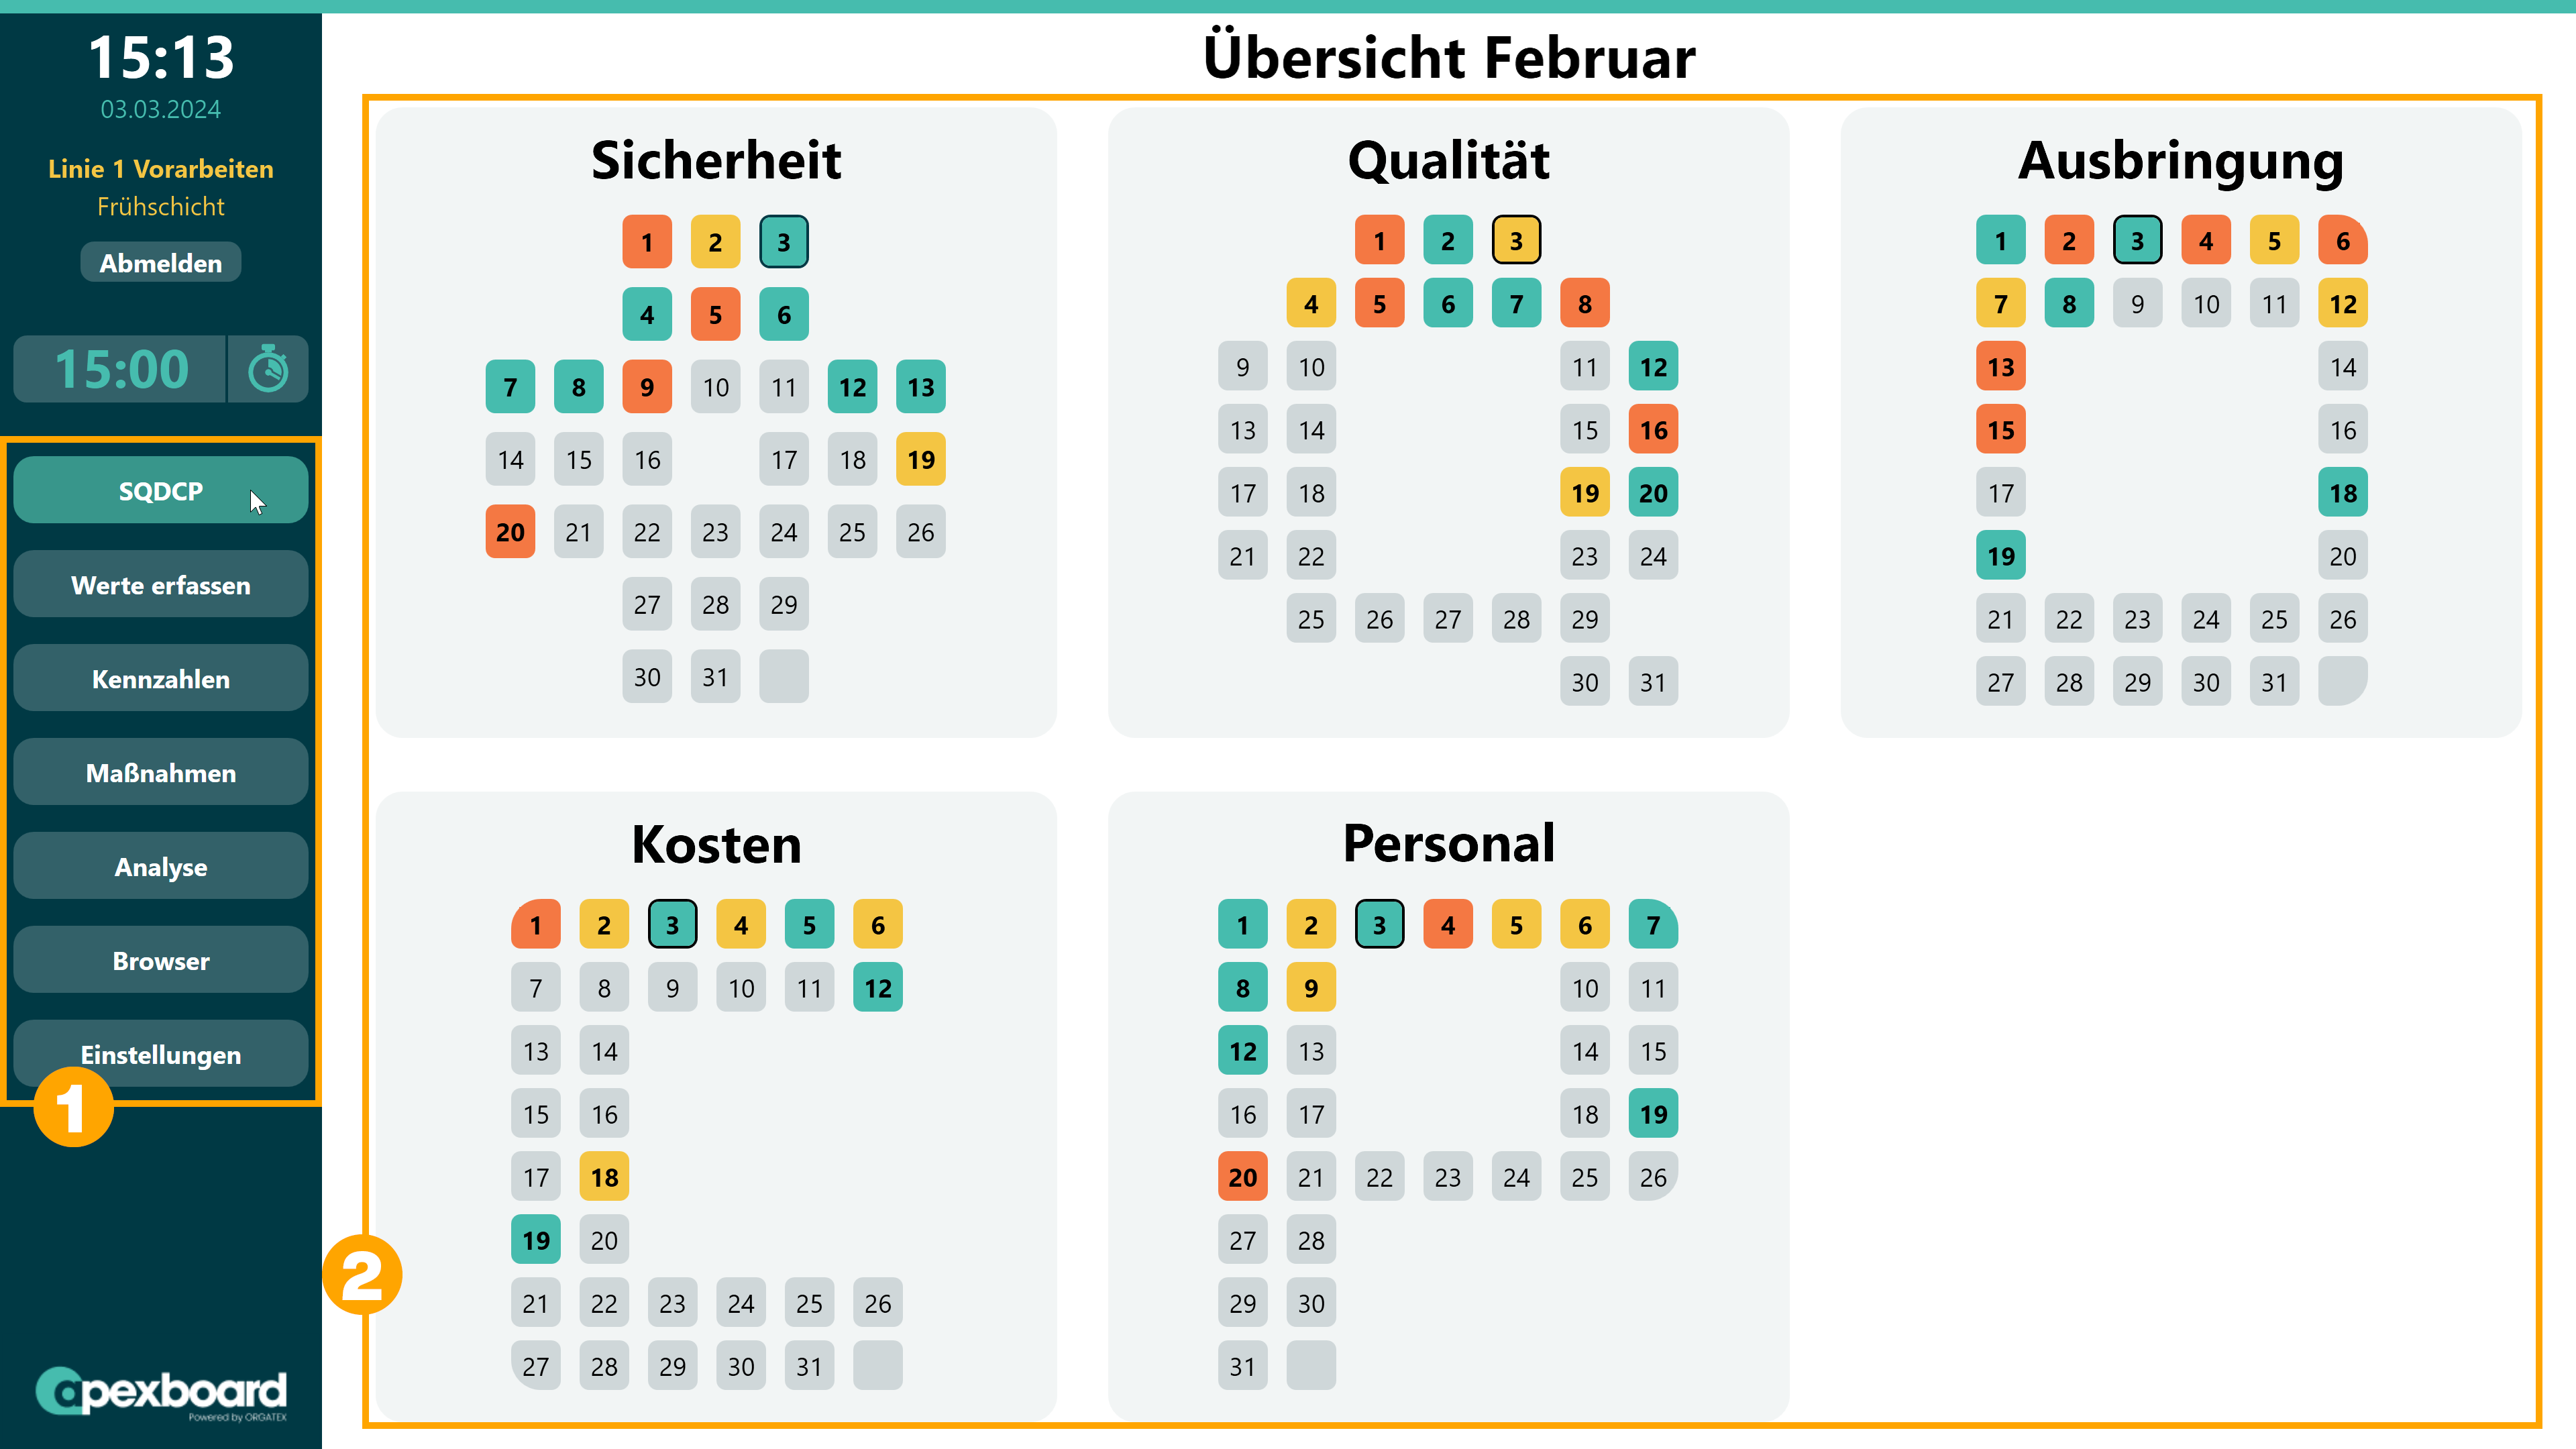 15:13
03.03.2024
Linie 1 Vorarbeiten
Frühschicht
Abmelden
15:00
SQDCP
Werte erfassen
Kennzahlen
Maßnahmen
Analyse
Browser
Einstellungen
1
2
apexboard
Powered by ORGATEX
Übersicht Februar
Sicherheit
1 2 3
4 5 6
7 8 9 10 11 12 13
14 15 16 17 18 19
20 21 22 23 24 25 26
27 28 29
30 31
Qualität
1 2 3
4 5 6 7 8
9 10 11 12
13 14 15 16
17 18 19 20
21 22 23 24
25 26 27 28 29
30 31
Ausbringung
1 2 3 4 5 6
7 8 9 10 11 12
13 14
15 16
17 18
19 20
21 22 23 24 25 26
27 28 29 30 31
Kosten
1 2 3 4 5 6
7 8 9 10 11 12
13 14
15 16
17 18
19 20
21 22 23 24 25 26
27 28 29 30 31
Personal
1 2 3 4 5 6 7
8 9 10 11
12 13 14 15
16 17 18 19
20 21 22 23 24 25 26
27 28
29 30
31